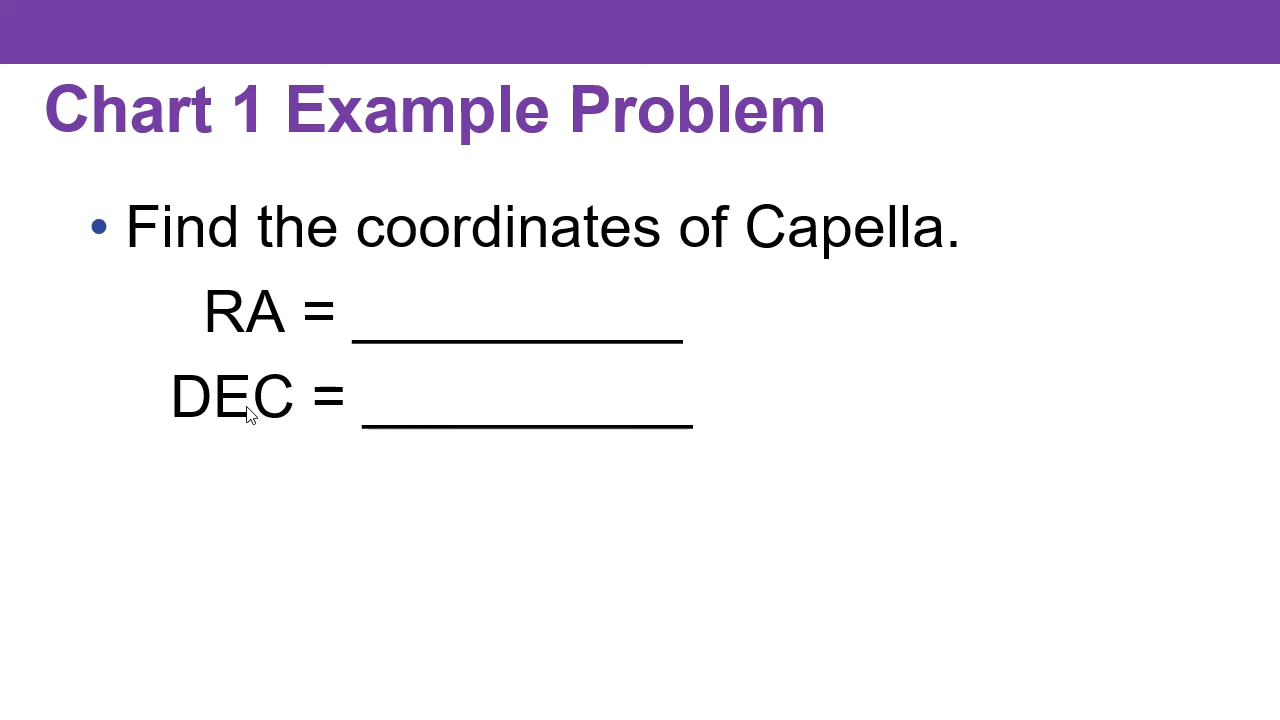 Chart 1 Example Problem
• Find the coordinates of Capella.
RA = ___________
DEC = ___________